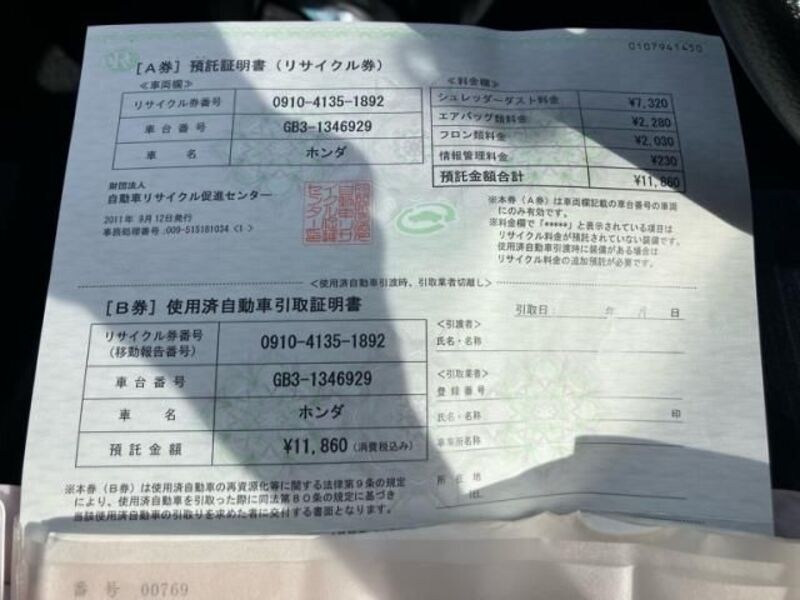 0107941450
[A券] 預託証明書（リサイクル券）
≪車両欄≫
リサイクル券番号 0910-4135-1892
車台番号 GB3-1346929
車名 ホンダ
≪料金欄≫
シュレッダーダスト料金 ¥7,320
エアバッグ類料金 ¥2,280
フロン類料金 ¥2,030
情報管理料金 ¥230
預託金額合計 ¥11,860
財団法人
自動車リサイクル促進センター
2011年 9月12日発行
事務処理番号:009-515181034 <1>
※本券（A券）は車両欄記載の車台番号の車両
にのみ有効です。
※料金欄で「*****」と表示されている項目は
リサイクル料金が預託されていない装備です。
使用済自動車引渡時に装備がある場合は
リサイクル料金の追加預託が必要です。
<使用済自動車引渡時、引取業者切離し>
[B券] 使用済自動車引取証明書
リサイクル券番号
(移動報告番号) 0910-4135-1892
車台番号 GB3-1346929
車名 ホンダ
預託金額 ¥11,860 (消費税込み)
引取日: 年 月 日
<引渡者>
氏名・名称
<引取業者>
登録番号
氏名・名称 印
事業所名称
所在地
TEL
※本券（B券）は使用済自動車の再資源化等に関する法律第9条の規定
により、使用済自動車を引取った際に同法第80条の規定に基づき
当該使用済自動車の引取りを求めた者に交付する書面となります。
番号 00769